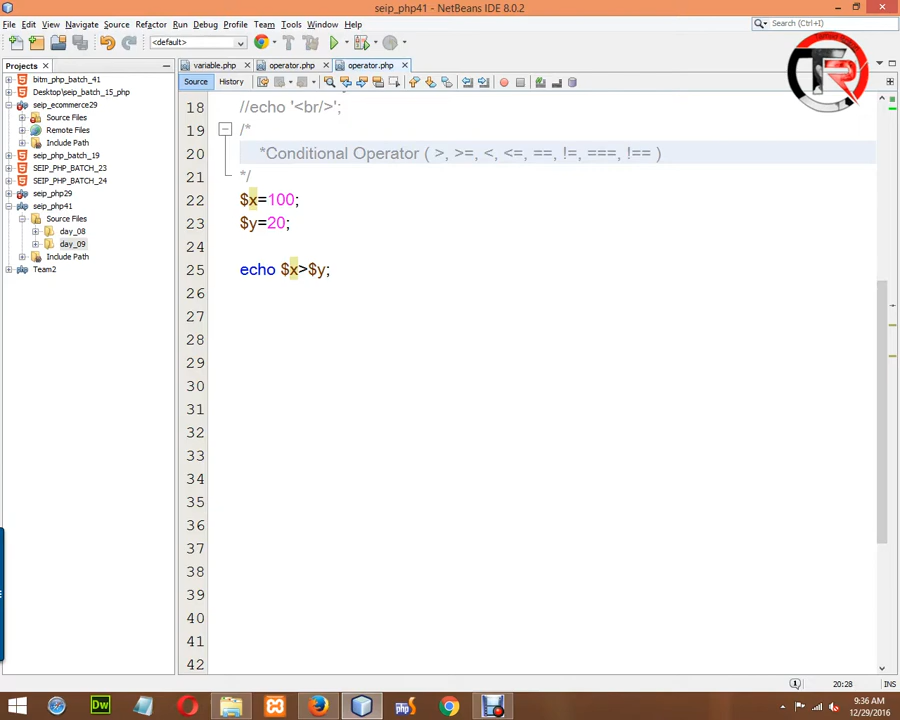 seip_php41 - NetBeans IDE 8.0.2
File Edit View Navigate Source Refactor Run Debug Profile Team Tools Window Help
Search (Ctrl+I)
<default>
Projects
variable.php operator.php operator.php
Source History
bitm_php_batch_41
Desktop\seip_batch_15_php
seip_ecommerce29
Source Files
Remote Files
Include Path
seip_php_batch_19
SEIP_PHP_BATCH_23
SEIP_PHP_BATCH_24
seip_php29
seip_php41
Source Files
day_08
day_09
Include Path
Team2
18 //echo '<br/>';
19 /*
20 *Conditional Operator ( >, >=, <, <=, ==, !=, ===, !== )
21 */
22 $x=100;
23 $y=20;
24
25 echo $x>$y;
26
27
28
29
30
31
32
33
34
35
36
37
38
39
40
41
42
20:28 INS
Dw
php
9:36 AM
12/29/2016